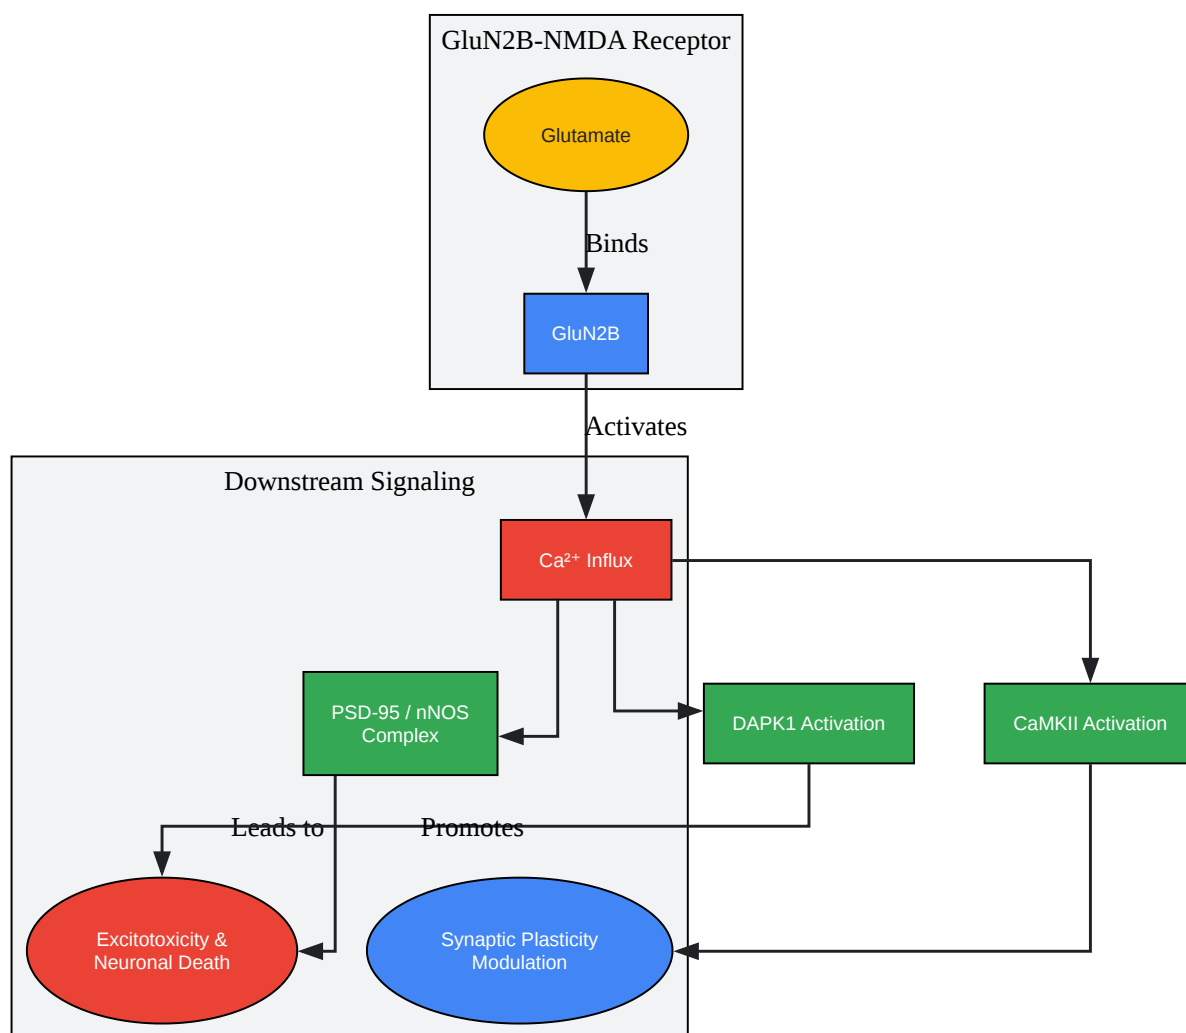 GluN2B-NMDA Receptor
Glutamate
Binds
GluN2B
Activates
Downstream Signaling
Ca²⁺ Influx
PSD-95 / nNOS
Complex
DAPK1 Activation
CaMKII Activation
Leads to
Promotes
Excitotoxicity &
Neuronal Death
Synaptic Plasticity
Modulation